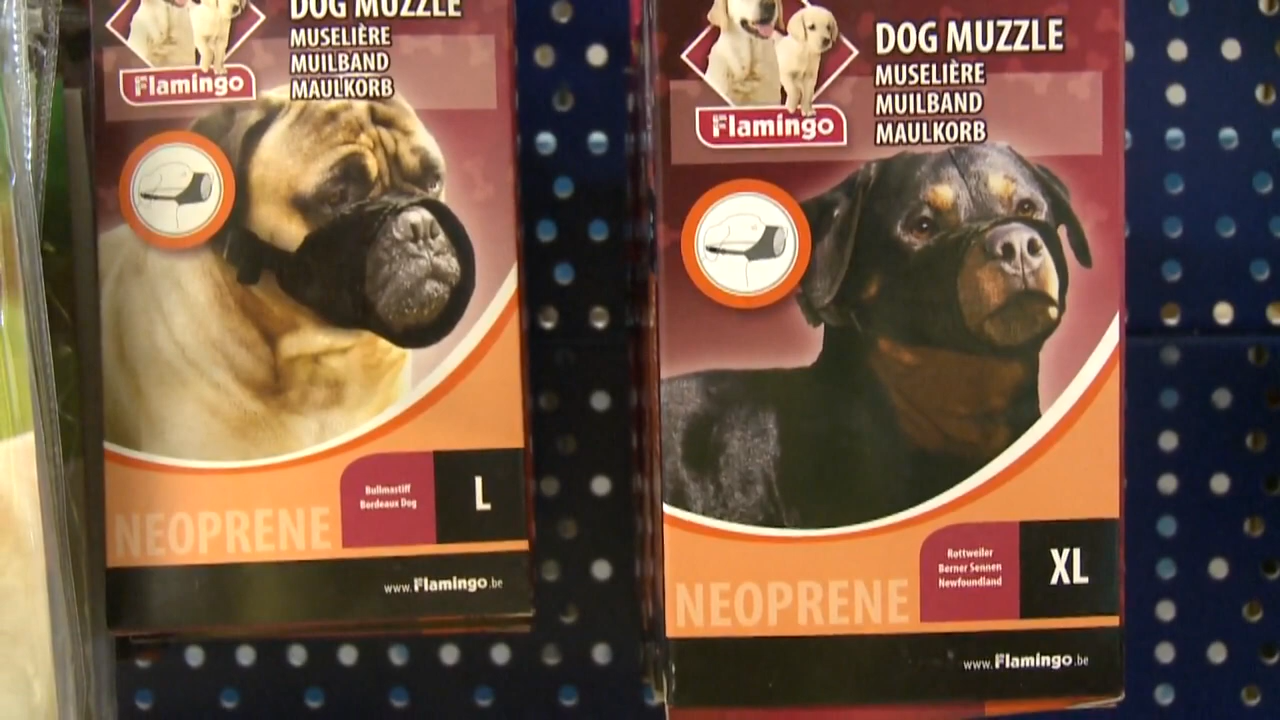 DOG MUZZLE
MUSELIÈRE
MUILBAND
MAULKORB
Flamingo
Bullmastiff
Bordeaux Dog
L
NEOPRENE
www.Flamingo.be
DOG MUZZLE
MUSELIÈRE
MUILBAND
MAULKORB
Flamingo
Rottweiler
Berner Sennen
Newfoundland
XL
NEOPRENE
www.Flamingo.be